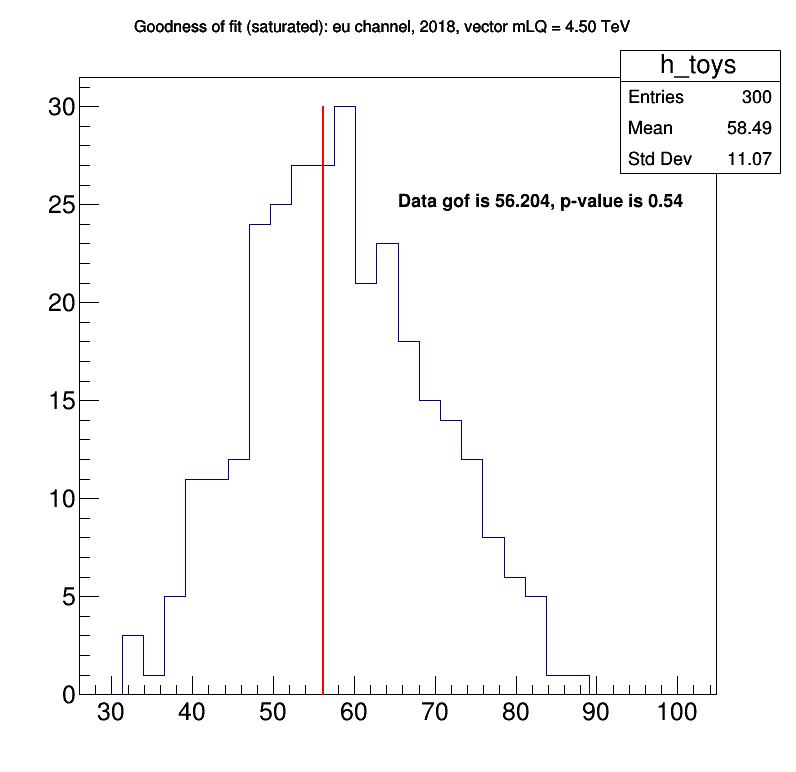 Goodness of fit (saturated): eu channel, 2018, vector mLQ = 4.50 TeV
h_toys
Entries 300
Mean 58.49
Std Dev 11.07
Data gof is 56.204, p-value is 0.54
30
25
20
15
10
5
0
30 40 50 60 70 80 90 100